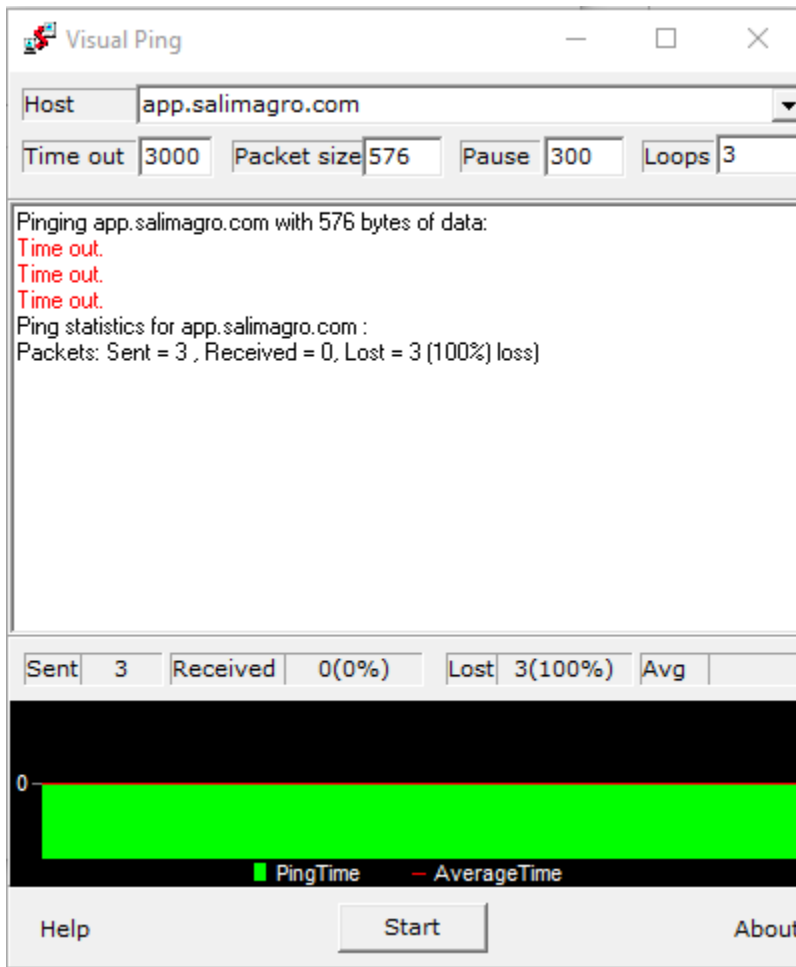 Visual Ping
Host app.salimagro.com
Time out 3000 Packet size 576 Pause 300 Loops 3
Pinging app.salimagro.com with 576 bytes of data:
Time out.
Time out.
Time out.
Ping statistics for app.salimagro.com :
Packets: Sent = 3 , Received = 0, Lost = 3 (100%) loss)
Sent 3 Received 0(0%) Lost 3(100%) Avg
0
PingTime AverageTime
Help Start About